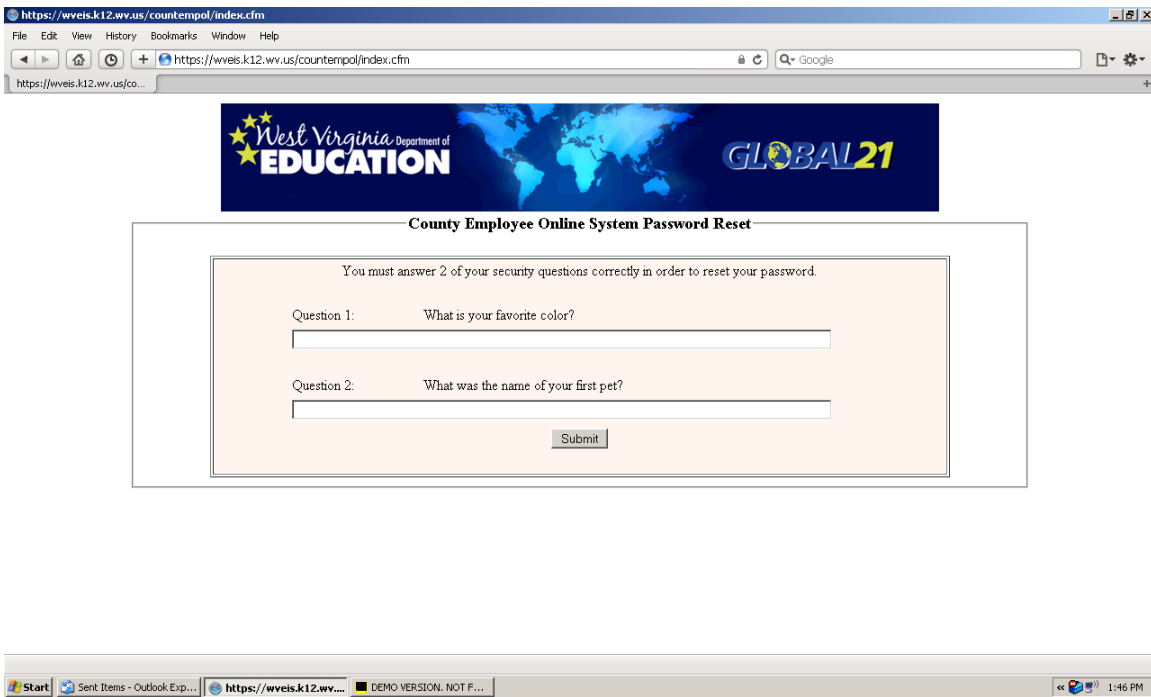 https://wveis.k12.wv.us/countempol/index.cfm
File Edit View History Bookmarks Window Help
https://wveis.k12.wv.us/countempol/index.cfm Google
https://wveis.k12.wv.us/co...
West Virginia Department of
EDUCATION
GLOBAL21
County Employee Online System Password Reset
You must answer 2 of your security questions correctly in order to reset your password.
Question 1: What is your favorite color?
Question 2: What was the name of your first pet?
Submit
Start Sent Items - Outlook Exp... https://wveis.k12.wv.... DEMO VERSION. NOT F... « 1:46 PM